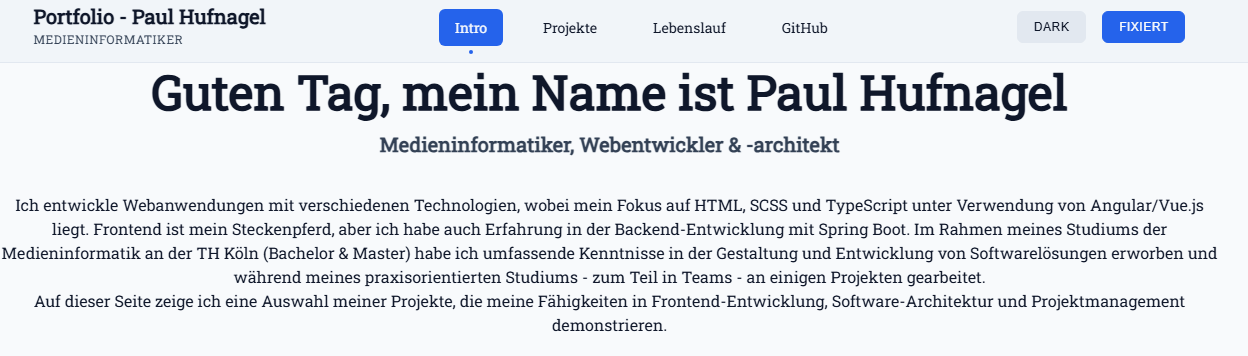 Portfolio - Paul Hufnagel
MEDIENINFORMATIKER
Intro
Projekte
Lebenslauf
GitHub
DARK
FIXIERT
Guten Tag, mein Name ist Paul Hufnagel
Medieninformatiker, Webentwickler & -architekt
Ich entwickle Webanwendungen mit verschiedenen Technologien, wobei mein Fokus auf HTML, SCSS und TypeScript unter Verwendung von Angular/Vue.js
liegt. Frontend ist mein Steckenpferd, aber ich habe auch Erfahrung in der Backend-Entwicklung mit Spring Boot. Im Rahmen meines Studiums der
Medieninformatik an der TH Köln (Bachelor & Master) habe ich umfassende Kenntnisse in der Gestaltung und Entwicklung von Softwarelösungen erworben und
während meines praxisorientierten Studiums - zum Teil in Teams - an einigen Projekten gearbeitet.
Auf dieser Seite zeige ich eine Auswahl meiner Projekte, die meine Fähigkeiten in Frontend-Entwicklung, Software-Architektur und Projektmanagement
demonstrieren.